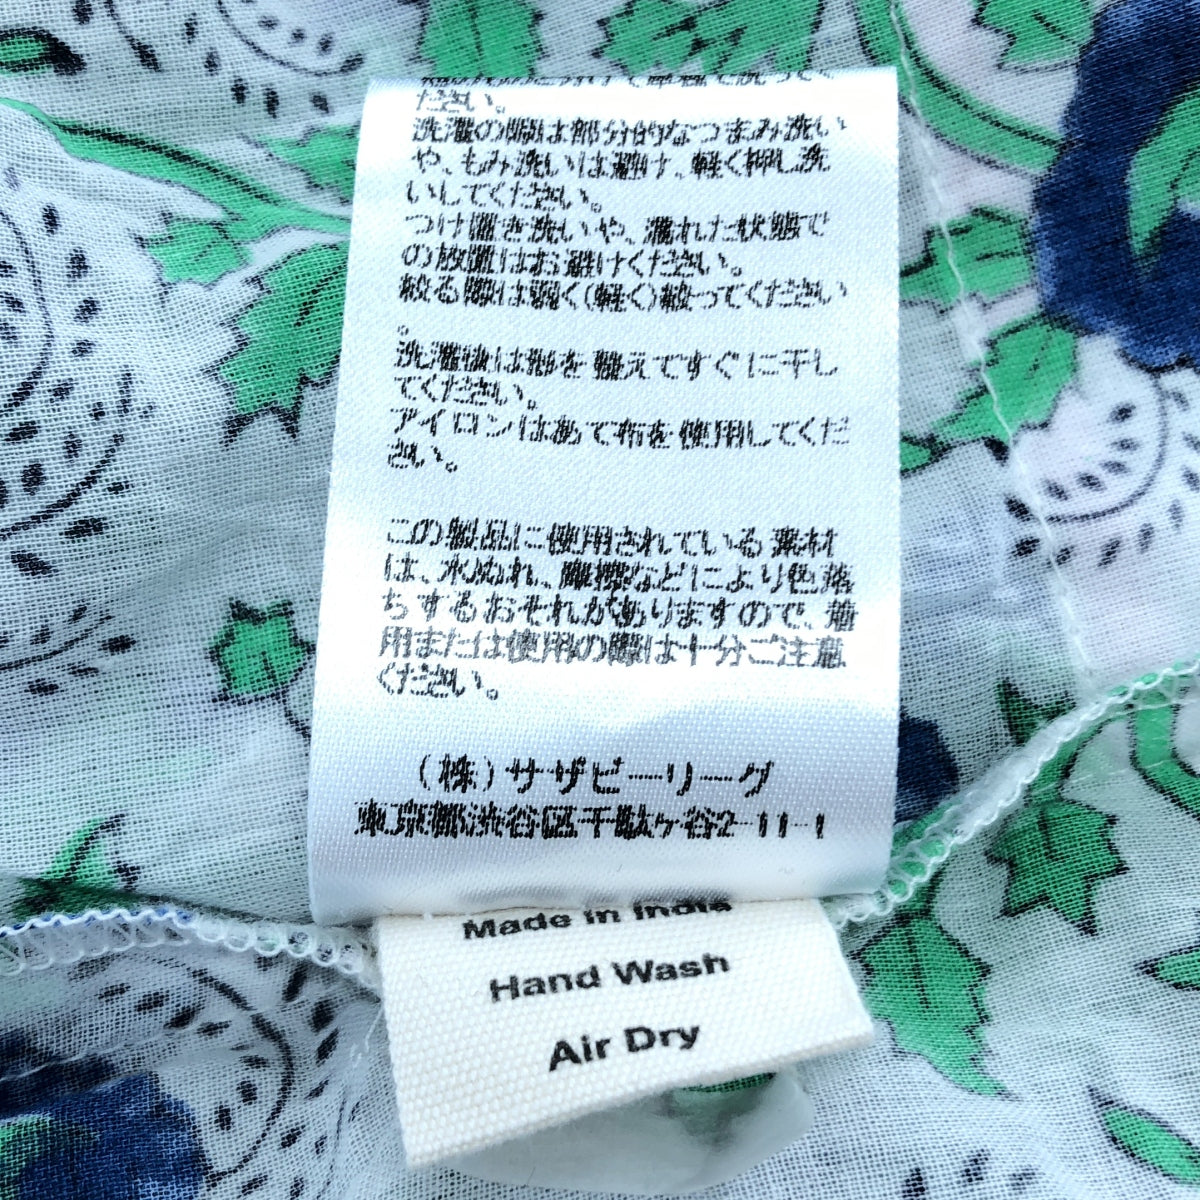 ださい。
洗濯の際は部分的なつまみ洗い
や、もみ洗いは避け、軽く押し洗
いしてください。
つけ置き洗いや、濡れた状態で
の放置はお避けください。
絞る際は弱く(軽く)絞ってください
。
洗濯後は形を整えてすぐに干し
てください。
アイロンはあて布を使用してくだ
さい。
この製品に使用されている素材
は、水ぬれ、摩擦などにより色落
ちするおそれがありますので、着
用または使用の際は十分ご注意
ください。
(株)サザビーリーグ
東京都渋谷区千駄ヶ谷2-11-1
Made in India
Hand Wash
Air Dry